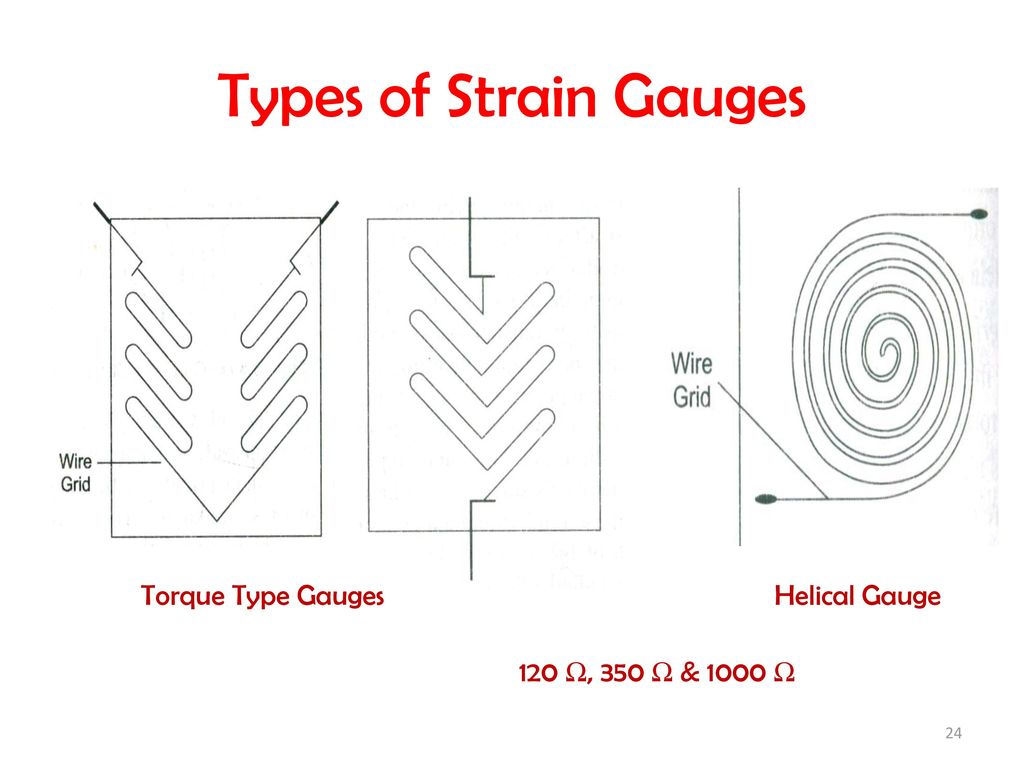 Types of Strain Gauges
Wire
Grid
Wire
Grid
Torque Type Gauges
Helical Gauge
120 Ω, 350 Ω & 1000 Ω
24